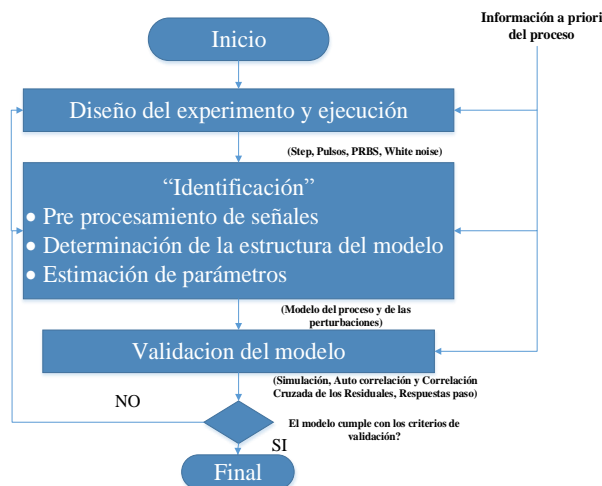 Información a priori
del proceso
Inicio
Diseño del experimento y ejecución
(Step, Pulsos, PRBS, White noise)
“Identificación”
• Pre procesamiento de señales
• Determinación de la estructura del modelo
• Estimación de parámetros
(Modelo del proceso y de las
perturbaciones)
Validacion del modelo
(Simulación, Auto correlación y Correlación
Cruzada de los Residuales, Respuestas paso)
NO
El modelo cumple con los criterios de
validación?
SI
Final